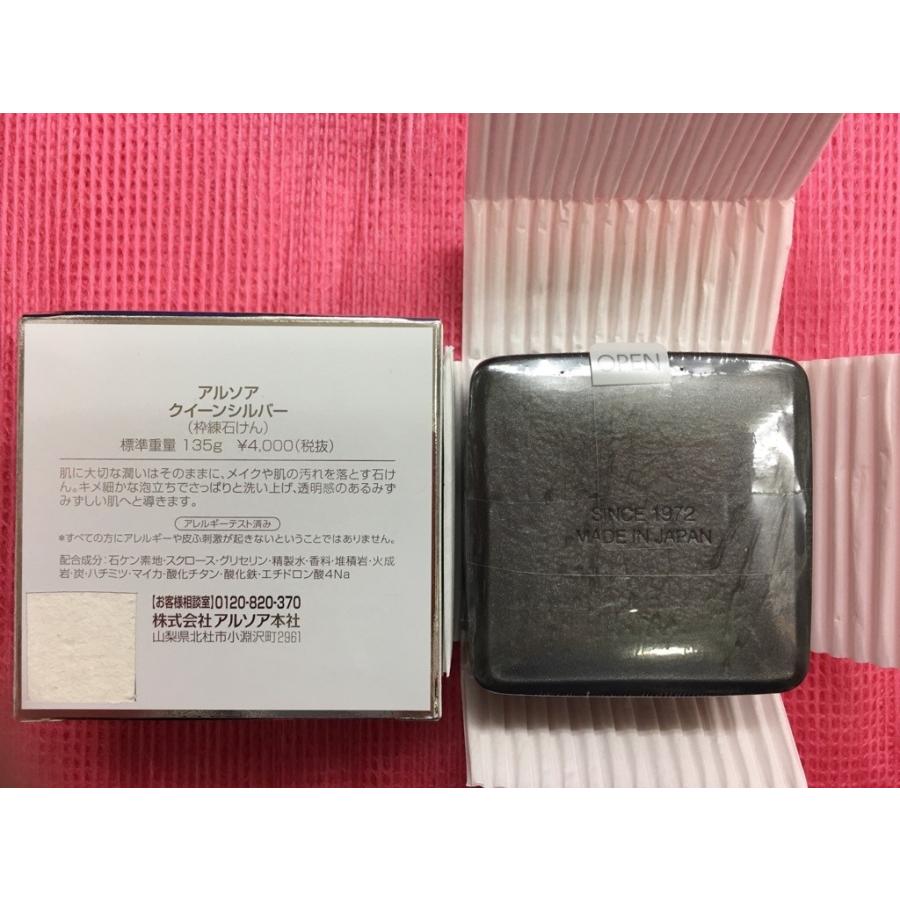 アルソア
クイーンシルバー
(枠練石けん)
標準重量 135g ¥4,000(税抜)
肌に大切な潤いはそのままに、メイクや肌の汚れを落とす石け
ん。キメ細かな泡立ちでさっぱりと洗い上げ、透明感のあるみず
みずしい肌へと導きます。
アレルギーテスト済み
*すべての方にアレルギーや皮ふ刺激が起きないということではありません。
配合成分:石ケン素地・スクロース・グリセリン・精製水・香料・堆積岩・火成
岩・炭・ハチミツ・マイカ・酸化チタン・酸化鉄・エチドロン酸4Na
【お客様相談室】0120-820-370
株式会社アルソア本社
山梨県北杜市小淵沢町2961
OPEN
SINCE 1972
MADE IN JAPAN